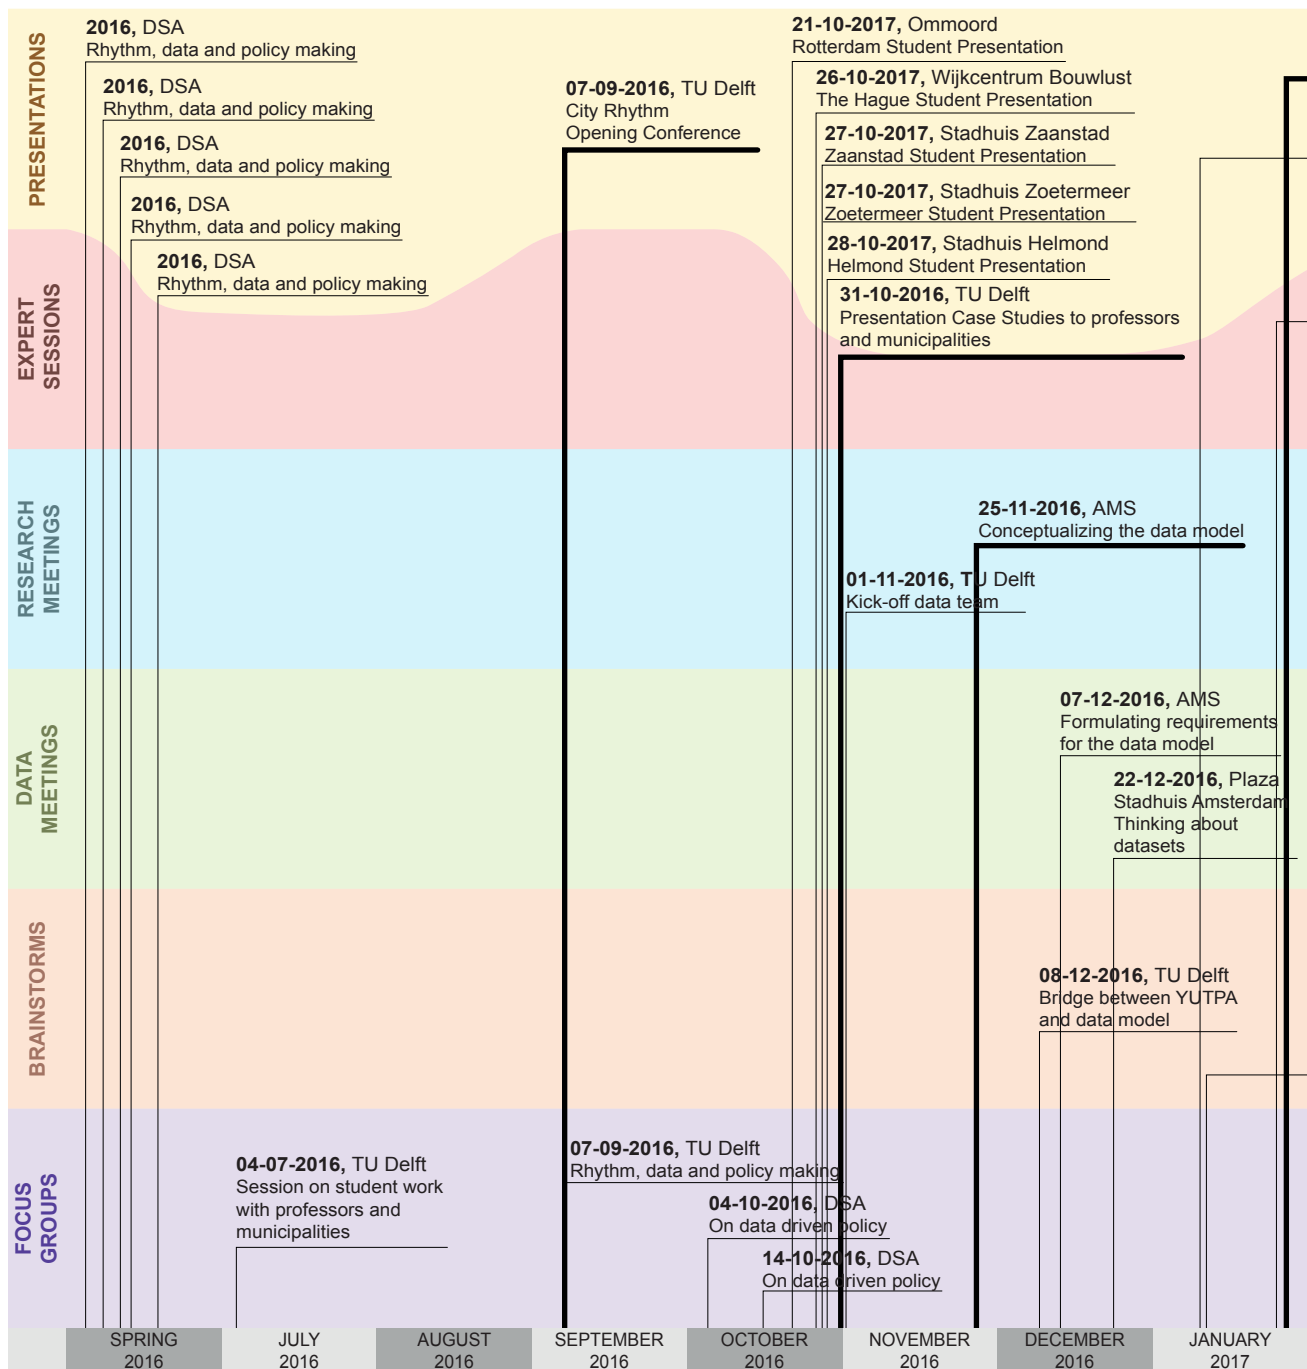 PRESENTATIONS
2016, DSA
Rhythm, data and policy making
2016, DSA
Rhythm, data and policy making
2016, DSA
Rhythm, data and policy making
2016, DSA
Rhythm, data and policy making
2016, DSA
Rhythm, data and policy making
07-09-2016, TU Delft
City Rhythm
Opening Conference
21-10-2017, Ommoord
Rotterdam Student Presentation
26-10-2017, Wijkcentrum Bouwlust
The Hague Student Presentation
27-10-2017, Stadhuis Zaanstad
Zaanstad Student Presentation
27-10-2017, Stadhuis Zoetermeer
Zoetermeer Student Presentation
28-10-2017, Stadhuis Helmond
Helmond Student Presentation
31-10-2016, TU Delft
Presentation Case Studies to professors
and municipalities
EXPERT
SESSIONS
RESEARCH
MEETINGS
25-11-2016, AMS
Conceptualizing the data model
01-11-2016, TU Delft
Kick-off data team
DATA
MEETINGS
07-12-2016, AMS
Formulating requirements
for the data model
22-12-2016, Plaza
Stadhuis Amsterdam
Thinking about
datasets
BRAINSTORMS
08-12-2016, TU Delft
Bridge between YUTPA
and data model
FOCUS
GROUPS
04-07-2016, TU Delft
Session on student work
with professors and
municipalities
07-09-2016, TU Delft
Rhythm, data and policy making
04-10-2016, DSA
On data driven policy
14-10-2016, DSA
On data driven policy
SPRING
2016
JULY
2016
AUGUST
2016
SEPTEMBER
2016
OCTOBER
2016
NOVEMBER
2016
DECEMBER
2016
JANUARY
2017